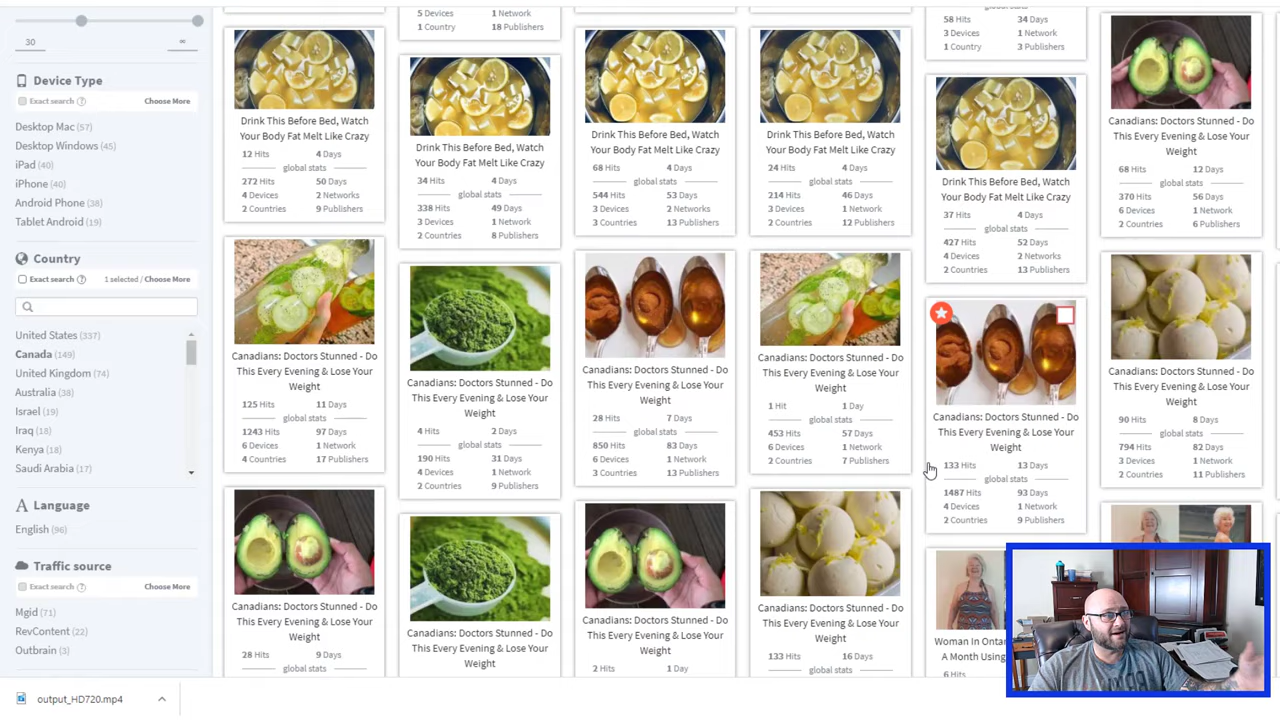 30
∞
Device Type
Exact search ?
Choose More
Desktop Mac (57)
Desktop Windows (45)
iPad (40)
iPhone (40)
Android Phone (38)
Tablet Android (19)
Country
Exact search ?
1 selected / Choose More
United States (337)
Canada (149)
United Kingdom (74)
Australia (38)
Israel (19)
Iraq (18)
Kenya (18)
Saudi Arabia (17)
Language
English (96)
Traffic source
Exact search ?
Choose More
Mgid (71)
RevContent (22)
Outbrain (3)
Drink This Before Bed, Watch
Your Body Fat Melt Like Crazy
12 Hits 4 Days
global stats
272 Hits 50 Days
4 Devices 2 Networks
2 Countries 9 Publishers
Canadians: Doctors Stunned - Do
This Every Evening & Lose Your
Weight
125 Hits 11 Days
global stats
1243 Hits 97 Days
6 Devices 1 Network
4 Countries 17 Publishers
Canadians: Doctors Stunned - Do
This Every Evening & Lose Your
Weight
28 Hits 9 Days
5 Devices 1 Network
1 Country 18 Publishers
Drink This Before Bed, Watch
Your Body Fat Melt Like Crazy
34 Hits 4 Days
global stats
338 Hits 49 Days
3 Devices 1 Network
2 Countries 8 Publishers
Canadians: Doctors Stunned - Do
This Every Evening & Lose Your
Weight
4 Hits 2 Days
global stats
190 Hits 31 Days
4 Devices 1 Network
2 Countries 9 Publishers
Canadians: Doctors Stunned - Do
This Every Evening & Lose Your
Weight
Drink This Before Bed, Watch
Your Body Fat Melt Like Crazy
68 Hits 4 Days
global stats
544 Hits 53 Days
3 Devices 2 Networks
3 Countries 13 Publishers
Canadians: Doctors Stunned - Do
This Every Evening & Lose Your
Weight
28 Hits 7 Days
global stats
850 Hits 83 Days
6 Devices 1 Network
3 Countries 13 Publishers
Canadians: Doctors Stunned - Do
This Every Evening & Lose Your
Weight
2 Hits 1 Day
Drink This Before Bed, Watch
Your Body Fat Melt Like Crazy
24 Hits 4 Days
global stats
214 Hits 46 Days
3 Devices 1 Network
2 Countries 12 Publishers
Canadians: Doctors Stunned - Do
This Every Evening & Lose Your
Weight
1 Hit 1 Day
global stats
453 Hits 57 Days
6 Devices 1 Network
2 Countries 7 Publishers
Canadians: Doctors Stunned - Do
This Every Evening & Lose Your
Weight
133 Hits 16 Days
global stats
58 Hits 34 Days
3 Devices 1 Network
1 Country 3 Publishers
Drink This Before Bed, Watch
Your Body Fat Melt Like Crazy
37 Hits 4 Days
global stats
427 Hits 52 Days
4 Devices 2 Networks
2 Countries 13 Publishers
Canadians: Doctors Stunned - Do
This Every Evening & Lose Your
Weight
133 Hits 13 Days
global stats
1487 Hits 93 Days
4 Devices 1 Network
2 Countries 9 Publishers
Woman In Ontario
A Month Using
6 Hits
Canadians: Doctors Stunned - Do
This Every Evening & Lose Your
Weight
68 Hits 12 Days
global stats
370 Hits 56 Days
6 Devices 1 Network
2 Countries 6 Publishers
Canadians: Doctors Stunned - Do
This Every Evening & Lose Your
Weight
90 Hits 8 Days
global stats
794 Hits 82 Days
3 Devices 1 Network
2 Countries 11 Publishers
output_HD720.mp4